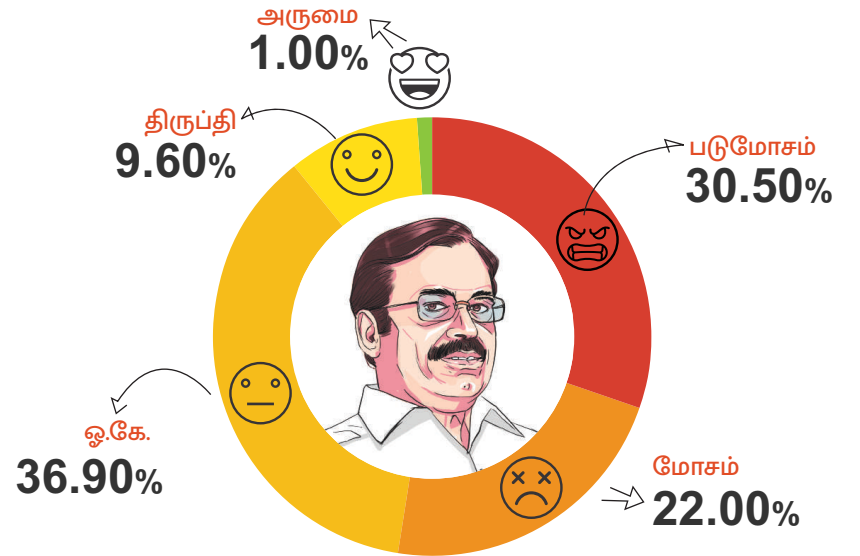 அருமை
1.00%
திருப்தி
9.60%
படுமோசம்
30.50%
ஓ.கே.
36.90%
மோசம்
22.00%